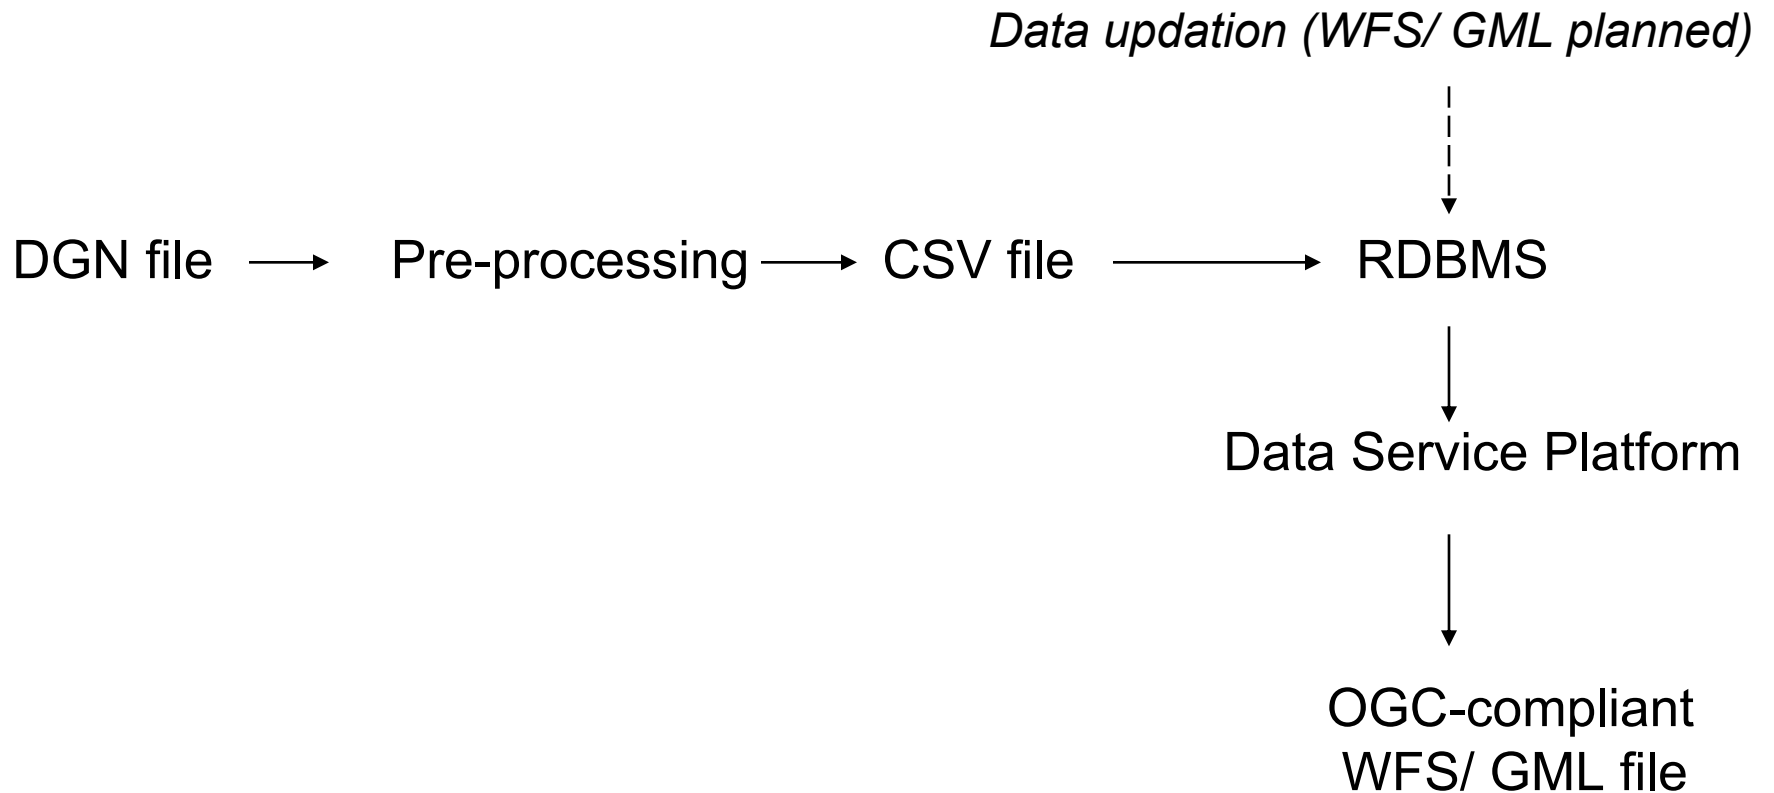 Data updation (WFS/ GML planned)
DGN file
Pre-processing
CSV file
RDBMS
Data Service Platform
OGC-compliant
WFS/ GML file